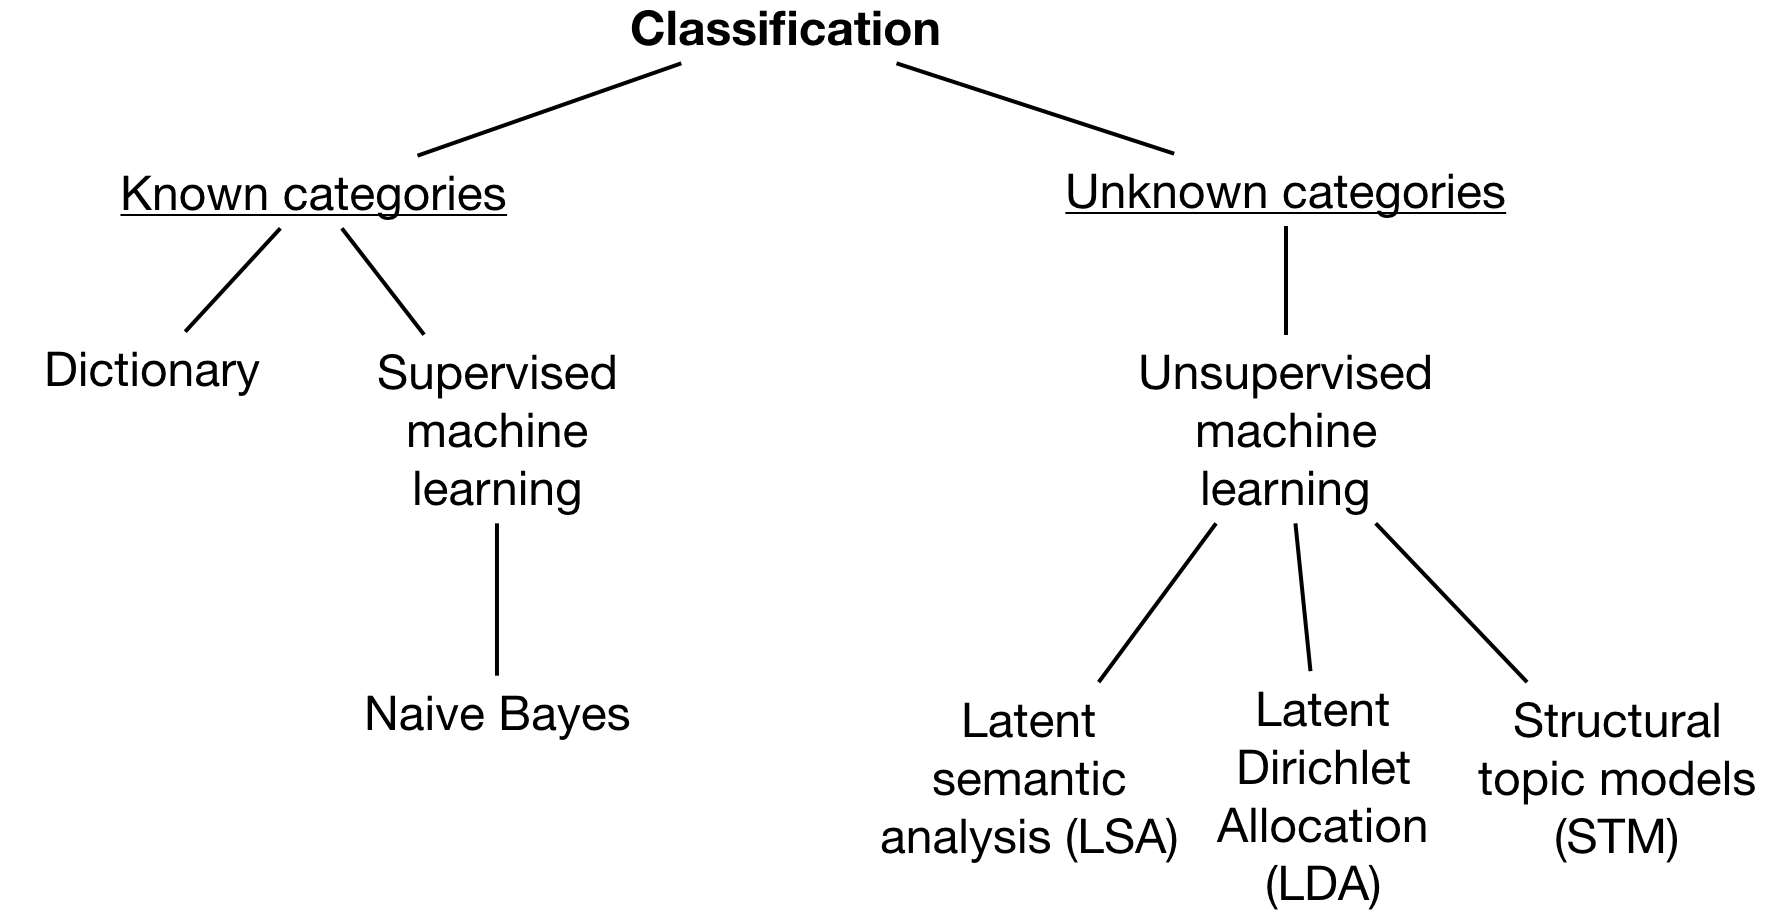 Classification
Known categories
Unknown categories
Dictionary
Supervised
machine
learning
Unsupervised
machine
learning
Naive Bayes
Latent
semantic
analysis (LSA)
Latent
Dirichlet
Allocation
(LDA)
Structural
topic models
(STM)